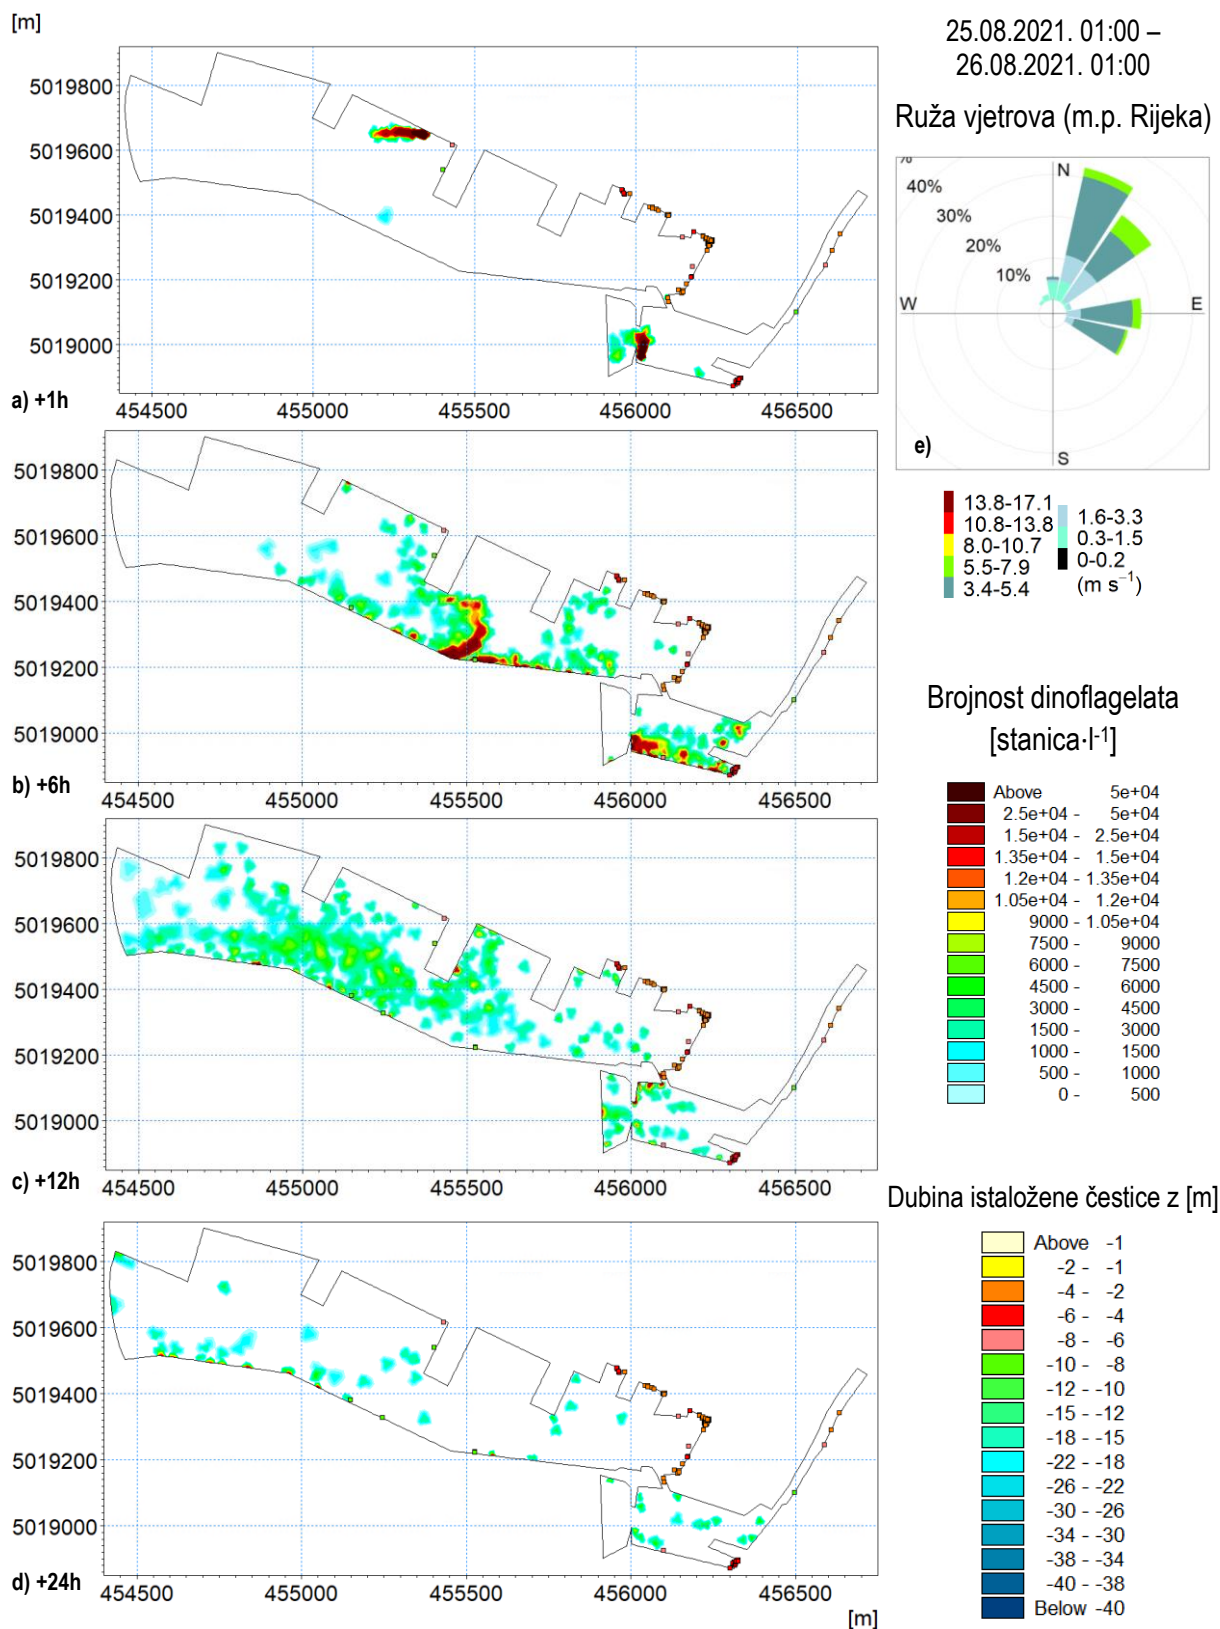 [m]
5019800
5019600
5019400
5019200
5019000
a) +1h
454500 455000 455500 456000 456500
5019800
5019600
5019400
5019200
5019000
b) +6h
454500 455000 455500 456000 456500
5019800
5019600
5019400
5019200
5019000
c) +12h
454500 455000 455500 456000 456500
5019800
5019600
5019400
5019200
5019000
d) +24h
454500 455000 455500 456000 456500
[m]
25.08.2021. 01:00 –
26.08.2021. 01:00
Ruža vjetrova (m.p. Rijeka)
%
40%
30%
20%
10%
N
W
E
S
e)
13.8-17.1
10.8-13.8
8.0-10.7
5.5-7.9
3.4-5.4
1.6-3.3
0.3-1.5
0-0.2
(m s⁻¹)
Brojnost dinoflagelata
[stanica·l⁻¹]
Above 5e+04
2.5e+04 - 5e+04
1.5e+04 - 2.5e+04
1.35e+04 - 1.5e+04
1.2e+04 - 1.35e+04
1.05e+04 - 1.2e+04
9000 - 1.05e+04
7500 - 9000
6000 - 7500
4500 - 6000
3000 - 4500
1500 - 3000
1000 - 1500
500 - 1000
0 - 500
Dubina istaložene čestice z [m]
Above -1
-2 - -1
-4 - -2
-6 - -4
-8 - -6
-10 - -8
-12 - -10
-15 - -12
-18 - -15
-22 - -18
-26 - -22
-30 - -26
-34 - -30
-38 - -34
-40 - -38
Below -40